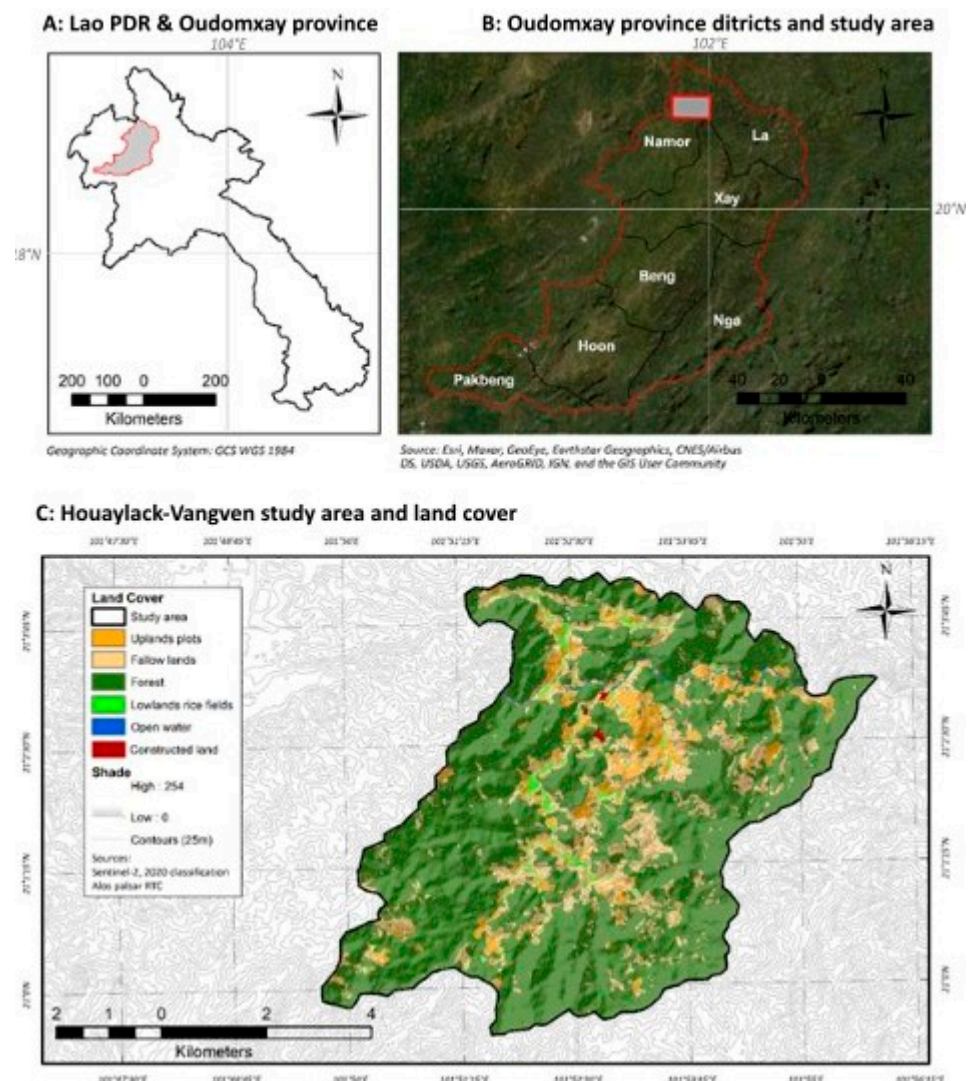 A: Lao PDR & Oudomxay province
B: Oudomxay province ditricts and study area
104°E
102°E
N
N
Namor
La
Xay
20°N
18°N
Beng
Nga
Hoon
Pakbeng
200 100 0 200
Kilometers
40 20 0 40
Kilometers
Geographic Coordinate System: GCS WGS 1984
Source: Esri, Maxar, GeoEye, Earthstar Geographics, CNES/Airbus
DS, USDA, USGS, AeroGRID, IGN, and the GIS User Community
C: Houaylack-Vangven study area and land cover
N
Land Cover
Study area
Uplands plots
Fallow lands
Forest
Lowlands rice fields
Open water
Constructed land
Shade
High : 254
Low : 0
Contours (25m)
Sources:
Sentinel-2, 2020 classification
Alos palsar RTC
2 1 0 2 4
Kilometers